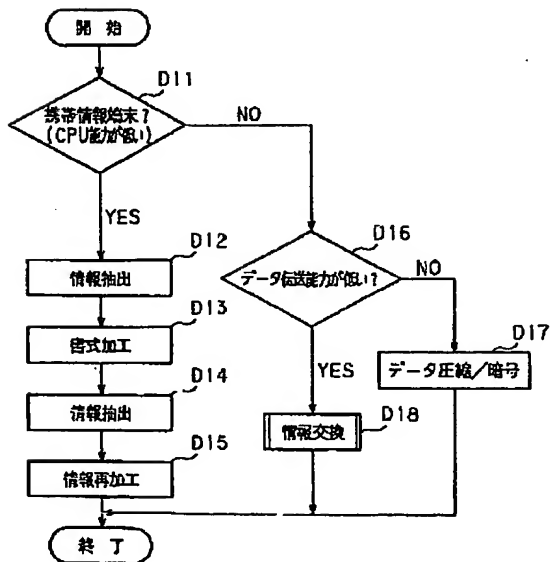 開始
D11
携帯情報端末?
(CPU能力が低い)
NO
YES
D12
情報抽出
D13
書式加工
D14
情報抽出
D15
情報再加工
D16
データ伝送能力が低い?
NO
YES
D17
データ圧縮/暗号
D18
情報交換
終了